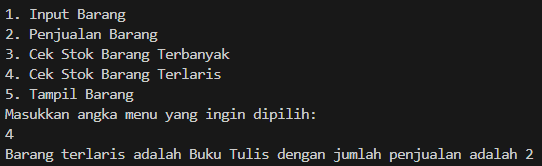 1. Input Barang
2. Penjualan Barang
3. Cek Stok Barang Terbanyak
4. Cek Stok Barang Terlaris
5. Tampil Barang
Masukkan angka menu yang ingin dipilih:
4
Barang terlaris adalah Buku Tulis dengan jumlah penjualan adalah 2